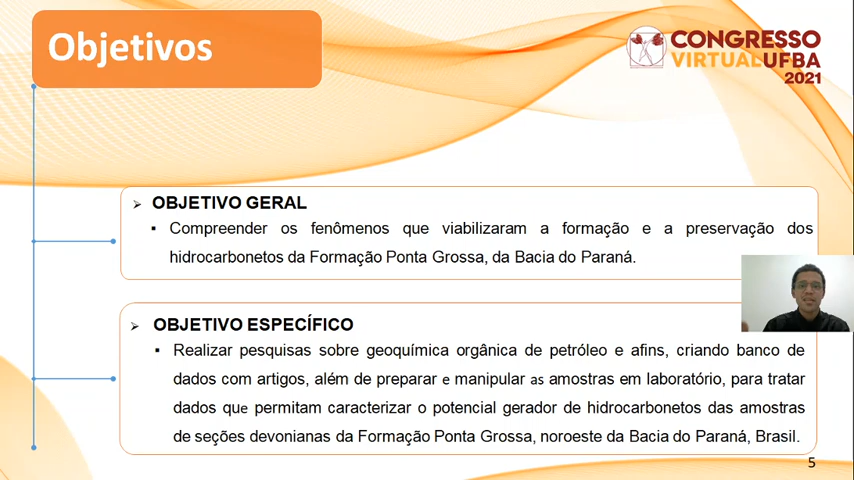 Objetivos
CONGRESSO
VIRTUALUFBA
2021
OBJETIVO GERAL
Compreender os fenômenos que viabilizaram a formação e a preservação dos
hidrocarbonetos da Formação Ponta Grossa, da Bacia do Paraná.
OBJETIVO ESPECÍFICO
Realizar pesquisas sobre geoquímica orgânica de petróleo e afins, criando banco de
dados com artigos, além de preparar e manipular as amostras em laboratório, para tratar
dados que permitam caracterizar o potencial gerador de hidrocarbonetos das amostras
de seções devonianas da Formação Ponta Grossa, noroeste da Bacia do Paraná, Brasil.
5